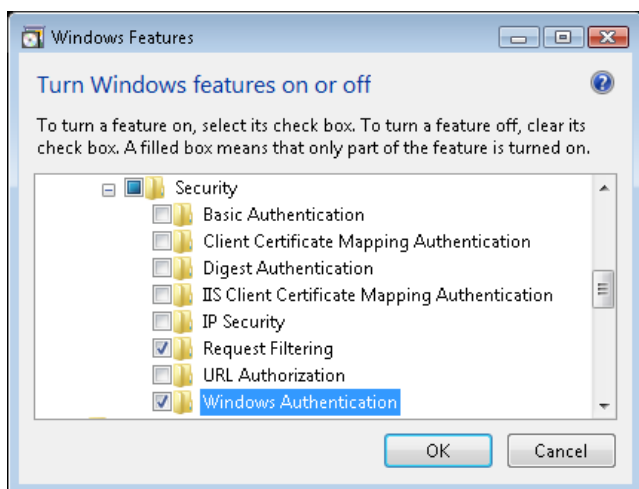 Windows Features
Turn Windows features on or off
To turn a feature on, select its check box. To turn a feature off, clear its
check box. A filled box means that only part of the feature is turned on.
Security
Basic Authentication
Client Certificate Mapping Authentication
Digest Authentication
IIS Client Certificate Mapping Authentication
IP Security
Request Filtering
URL Authorization
Windows Authentication
OK Cancel